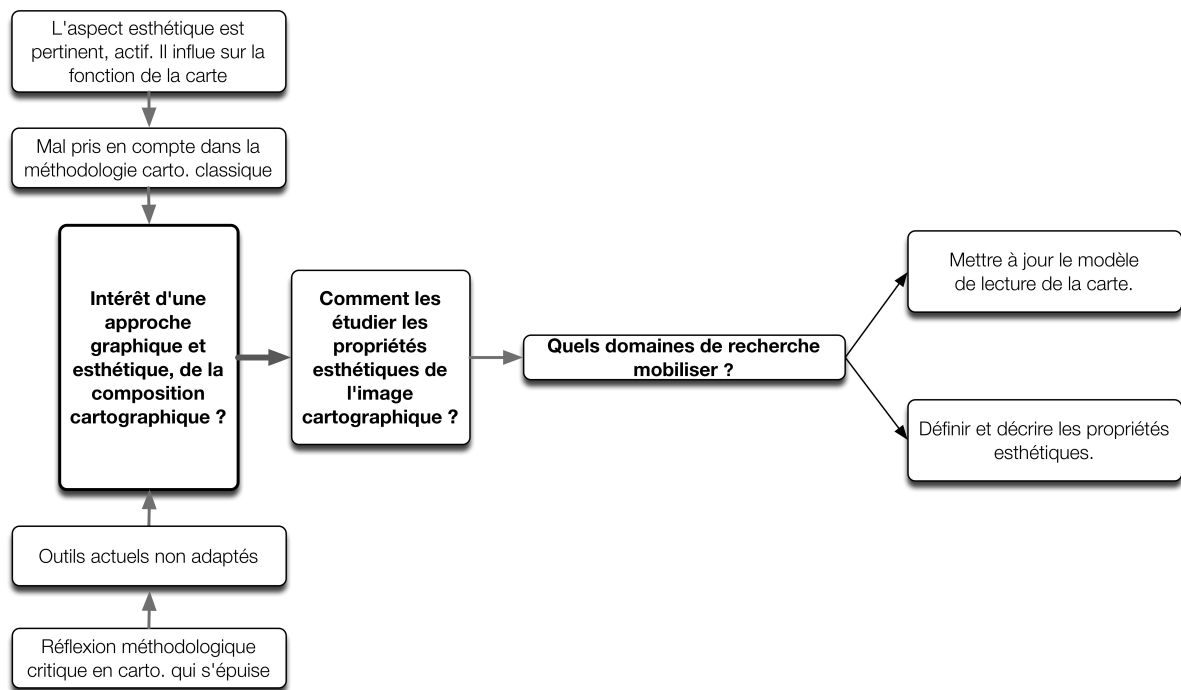 L'aspect esthétique est
pertinent, actif. Il influe sur la
fonction de la carte
Mal pris en compte dans la
méthodologie carto. classique
Intérêt d'une
approche
graphique et
esthétique, de la
composition
cartographique ?
Comment les
étudier les
propriétés
esthétiques de
l'image
cartographique ?
Quels domaines de recherche
mobiliser ?
Mettre à jour le modèle
de lecture de la carte.
Définir et décrire les propriétés
esthétiques.
Outils actuels non adaptés
Réflexion méthodologique
critique en carto. qui s'épuise